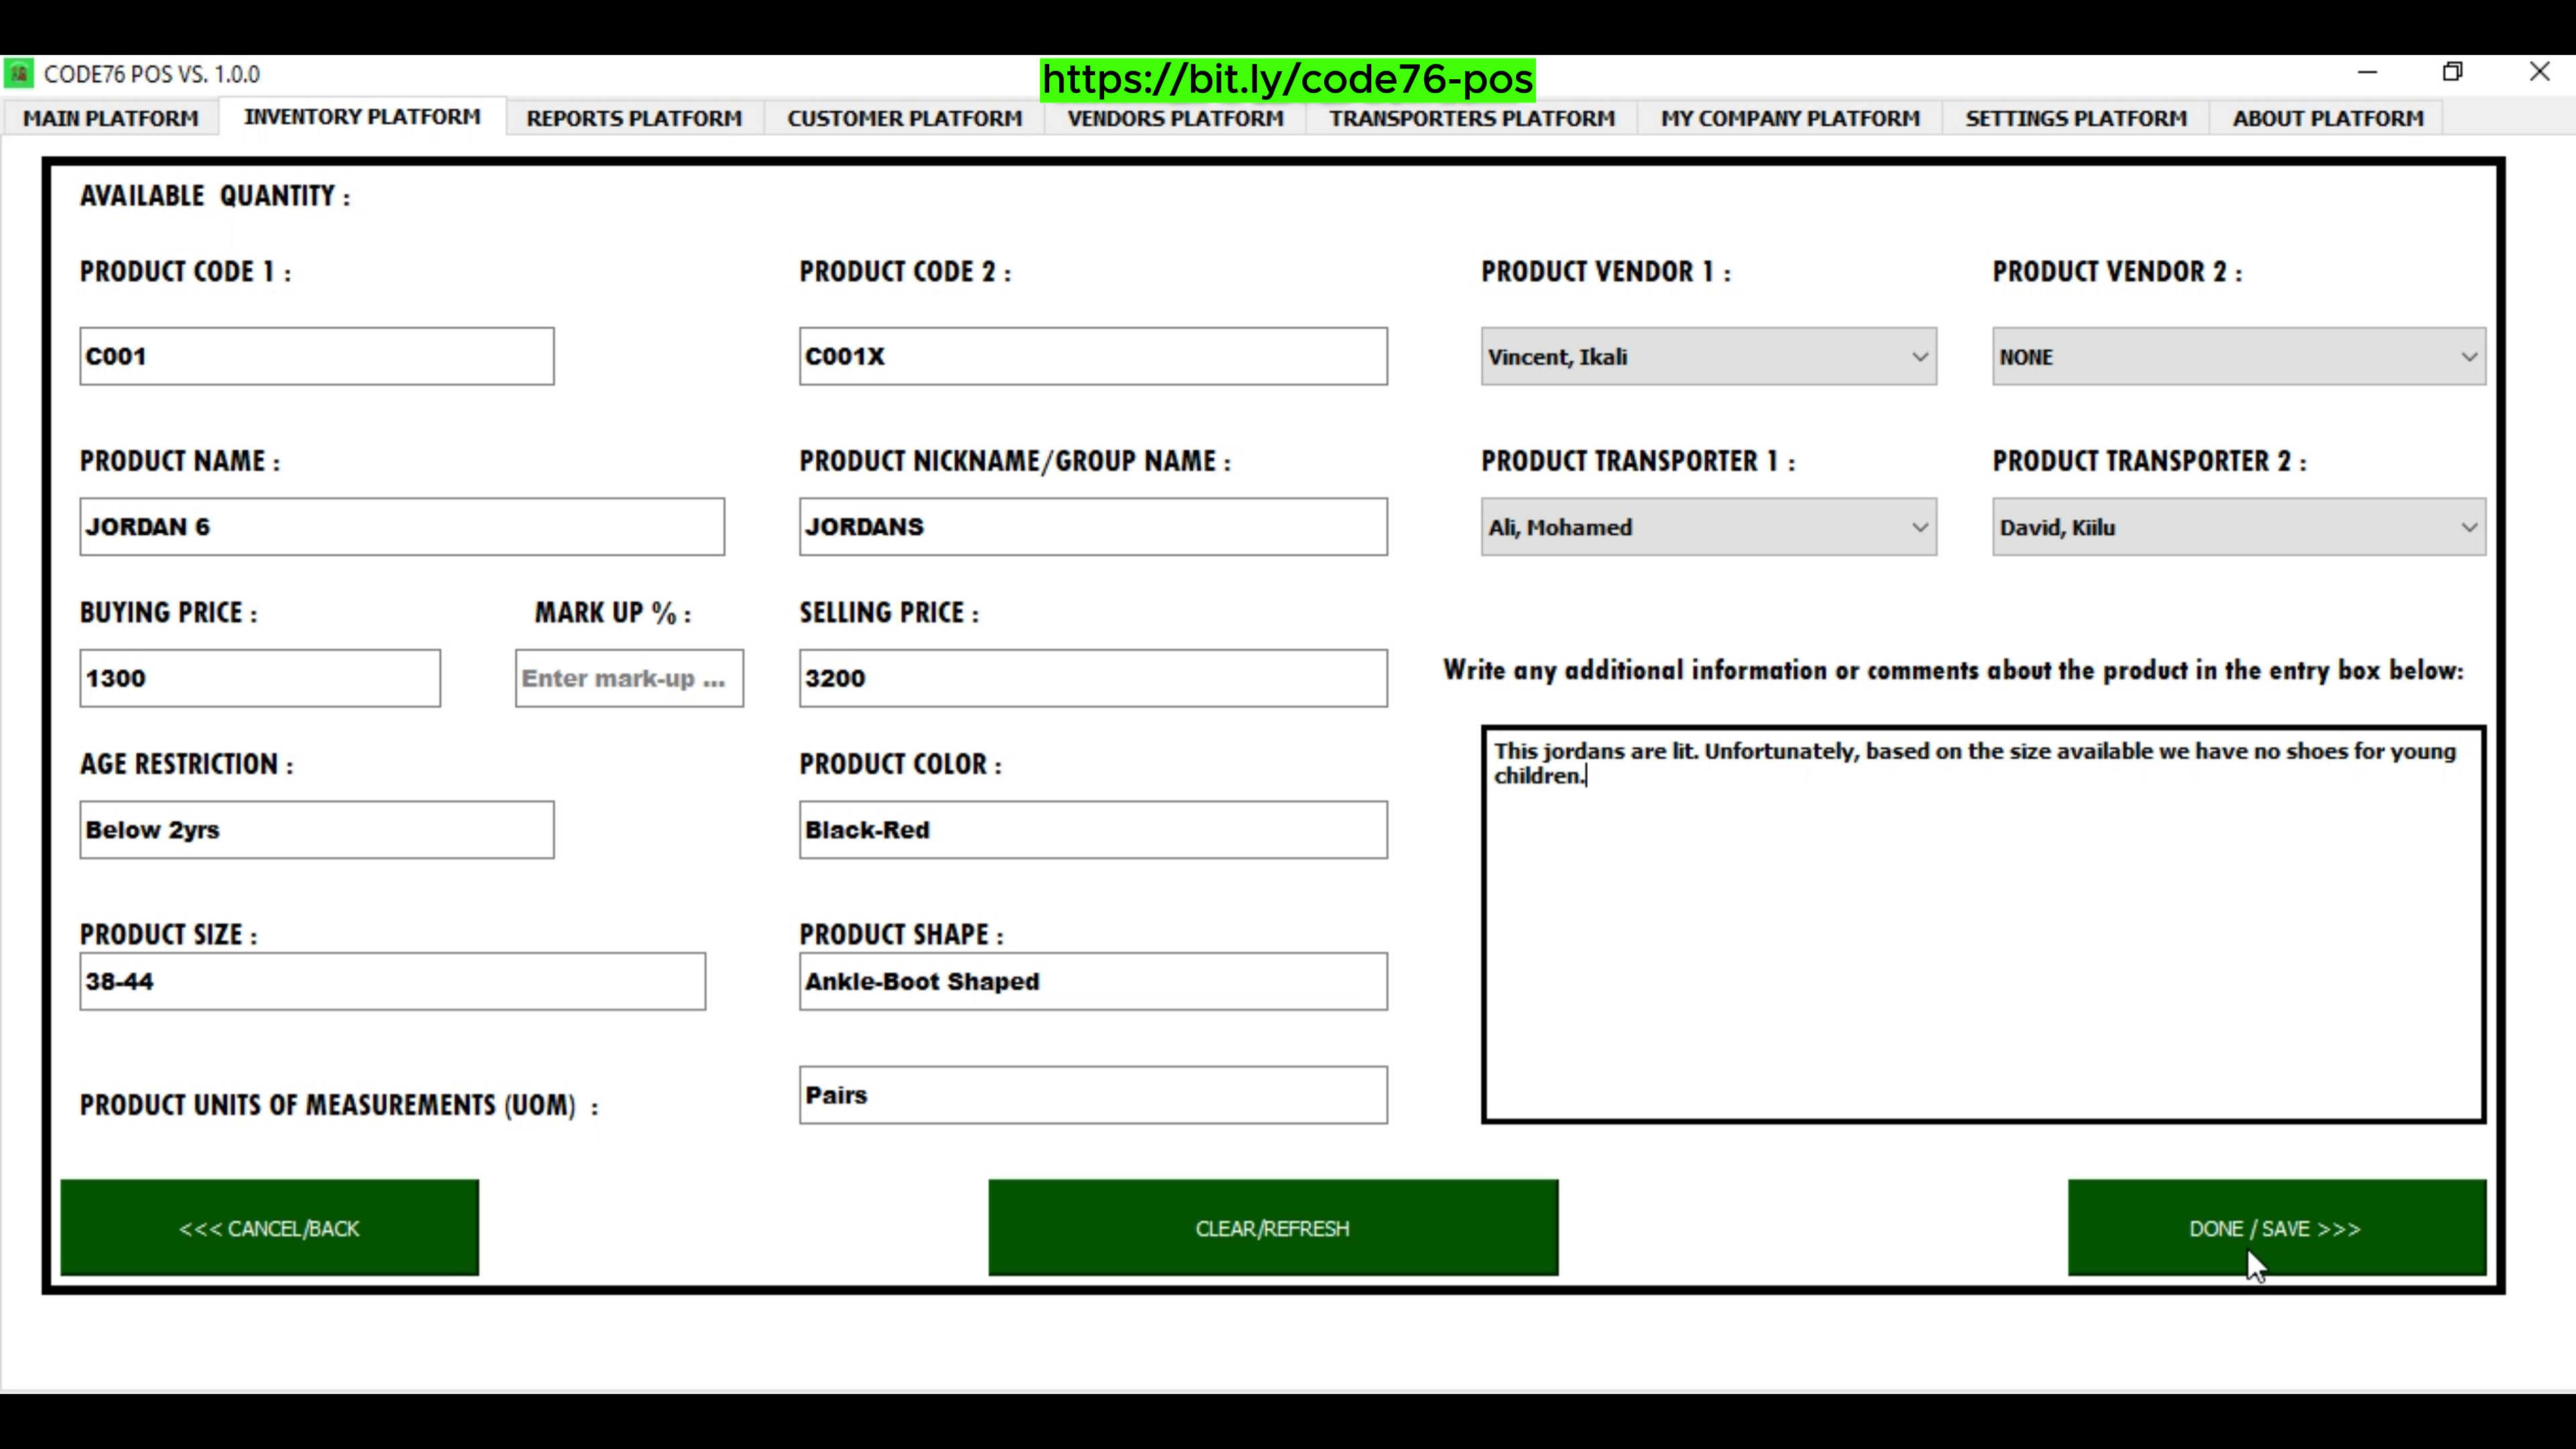 CODE76 POS VS. 1.0.0
https://bit.ly/code76-pos
MAIN PLATFORM
INVENTORY PLATFORM
REPORTS PLATFORM
CUSTOMER PLATFORM
VENDORS PLATFORM
TRANSPORTERS PLATFORM
MY COMPANY PLATFORM
SETTINGS PLATFORM
ABOUT PLATFORM
AVAILABLE QUANTITY :
PRODUCT CODE 1 :
PRODUCT CODE 2 :
PRODUCT VENDOR 1 :
PRODUCT VENDOR 2 :
C001
C001X
Vincent, Ikali
NONE
PRODUCT NAME :
PRODUCT NICKNAME/GROUP NAME :
PRODUCT TRANSPORTER 1 :
PRODUCT TRANSPORTER 2 :
JORDAN 6
JORDANS
Ali, Mohamed
David, Kiilu
BUYING PRICE :
MARK UP % :
SELLING PRICE :
1300
Enter mark-up ...
3200
Write any additional information or comments about the product in the entry box below:
This jordans are lit. Unfortunately, based on the size available we have no shoes for young
children.
AGE RESTRICTION :
PRODUCT COLOR :
Below 2yrs
Black-Red
PRODUCT SIZE :
PRODUCT SHAPE :
38-44
Ankle-Boot Shaped
PRODUCT UNITS OF MEASUREMENTS (UOM) :
Pairs
<<< CANCEL/BACK
CLEAR/REFRESH
DONE / SAVE >>>